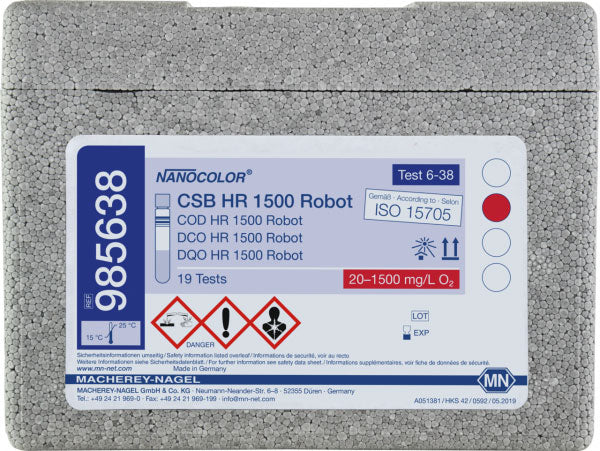 NANOCOLOR®
Test 6-38
CSB HR 1500 Robot
COD HR 1500 Robot
DCO HR 1500 Robot
DQO HR 1500 Robot
Gemäß · According to · Selon
ISO 15705
19 Tests
20–1500 mg/L O₂
REF
985638
15 °C
25 °C
DANGER
LOT
EXP
Sicherheitsinformationen umseitig / Safety information listed overleaf / Informations de securité, voir au recto
Weitere Informationen siehe Sicherheitsdatenblatt. / For further information see safety data sheet. / Informations supplémentaires. voir fiche de données de sécurité.
www.mn-net.com
Made in Germany
MACHEREY-NAGEL
MN
MACHEREY-NAGEL GmbH & Co. KG · Neumann-Neander-Str. 6–8 · 52355 Düren · Germany
Tel.: +49 24 21 969-0 · Fax: +49 24 21 969-199 · info@mn-net.com
A051381 / HKS 42 / 0592 / 05.2019